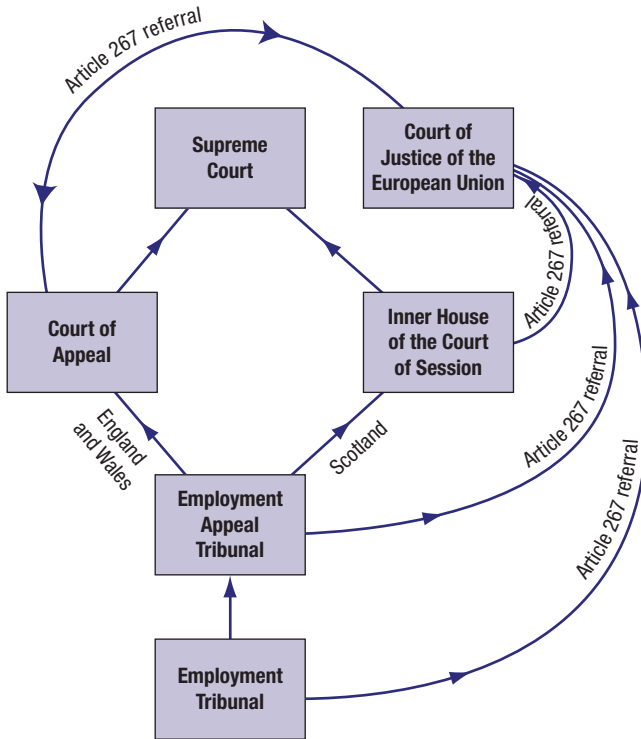 Article 267 referral
Supreme
Court
Court of
Justice of the
European Union
Article 267 referral
Court of
Appeal
Inner House
of the Court
of Session
England
and Wales
Scotland
Article 267 referral
Employment
Appeal
Tribunal
Article 267 referral
Employment
Tribunal